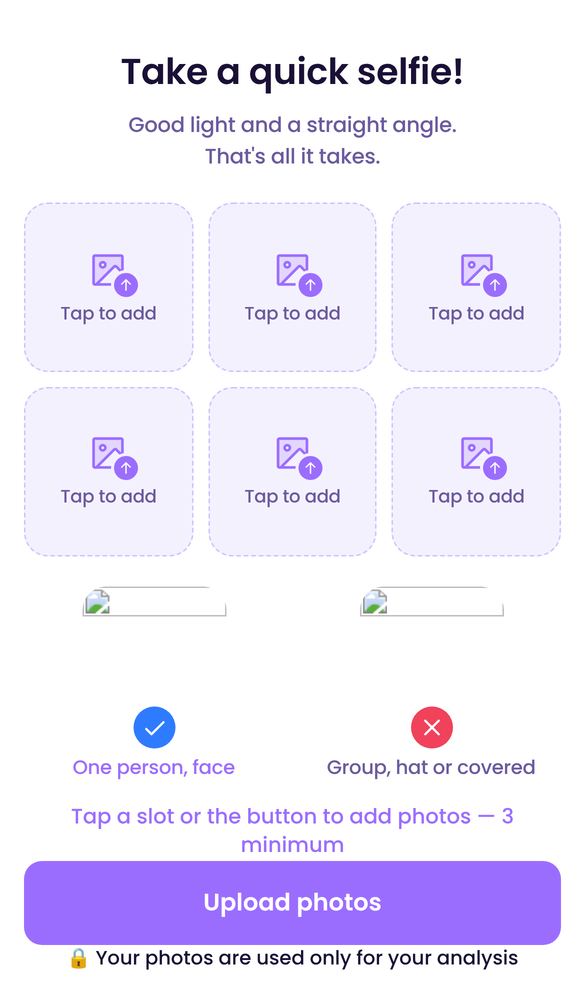 Take a quick selfie!
Good light and a straight angle.
That's all it takes.
Tap to add
Tap to add
Tap to add
Tap to add
Tap to add
Tap to add
One person, face
Group, hat or covered
Tap a slot or the button to add photos — 3
minimum
Upload photos
🔒 Your photos are used only for your analysis